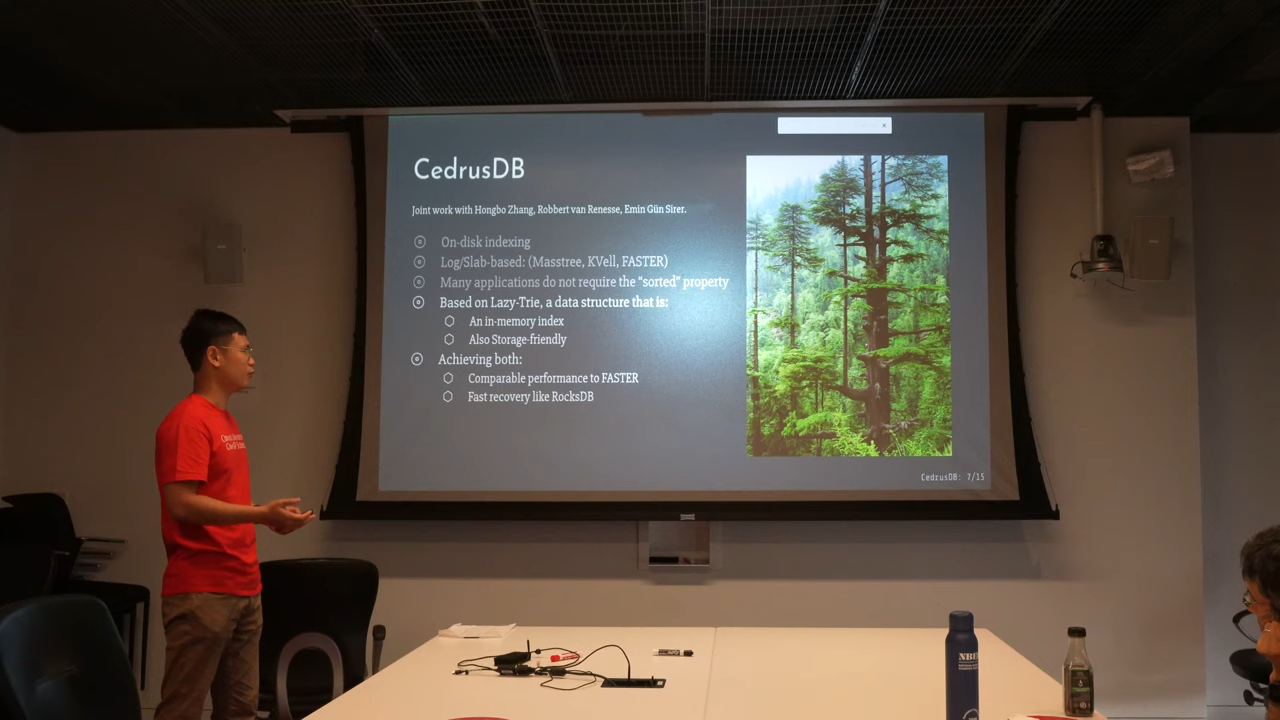 CedrusDB
Joint work with Hongbo Zhang, Robbert van Renesse, Emin Gün Sirer.
On-disk indexing
Log/Slab-based: (Masstree, KVell, FASTER)
Many applications do not require the “sorted” property
Based on Lazy-Trie, a data structure that is:
An in-memory index
Also Storage-friendly
Achieving both:
Comparable performance to FASTER
Fast recovery like RocksDB
CedrusDB: 7/15